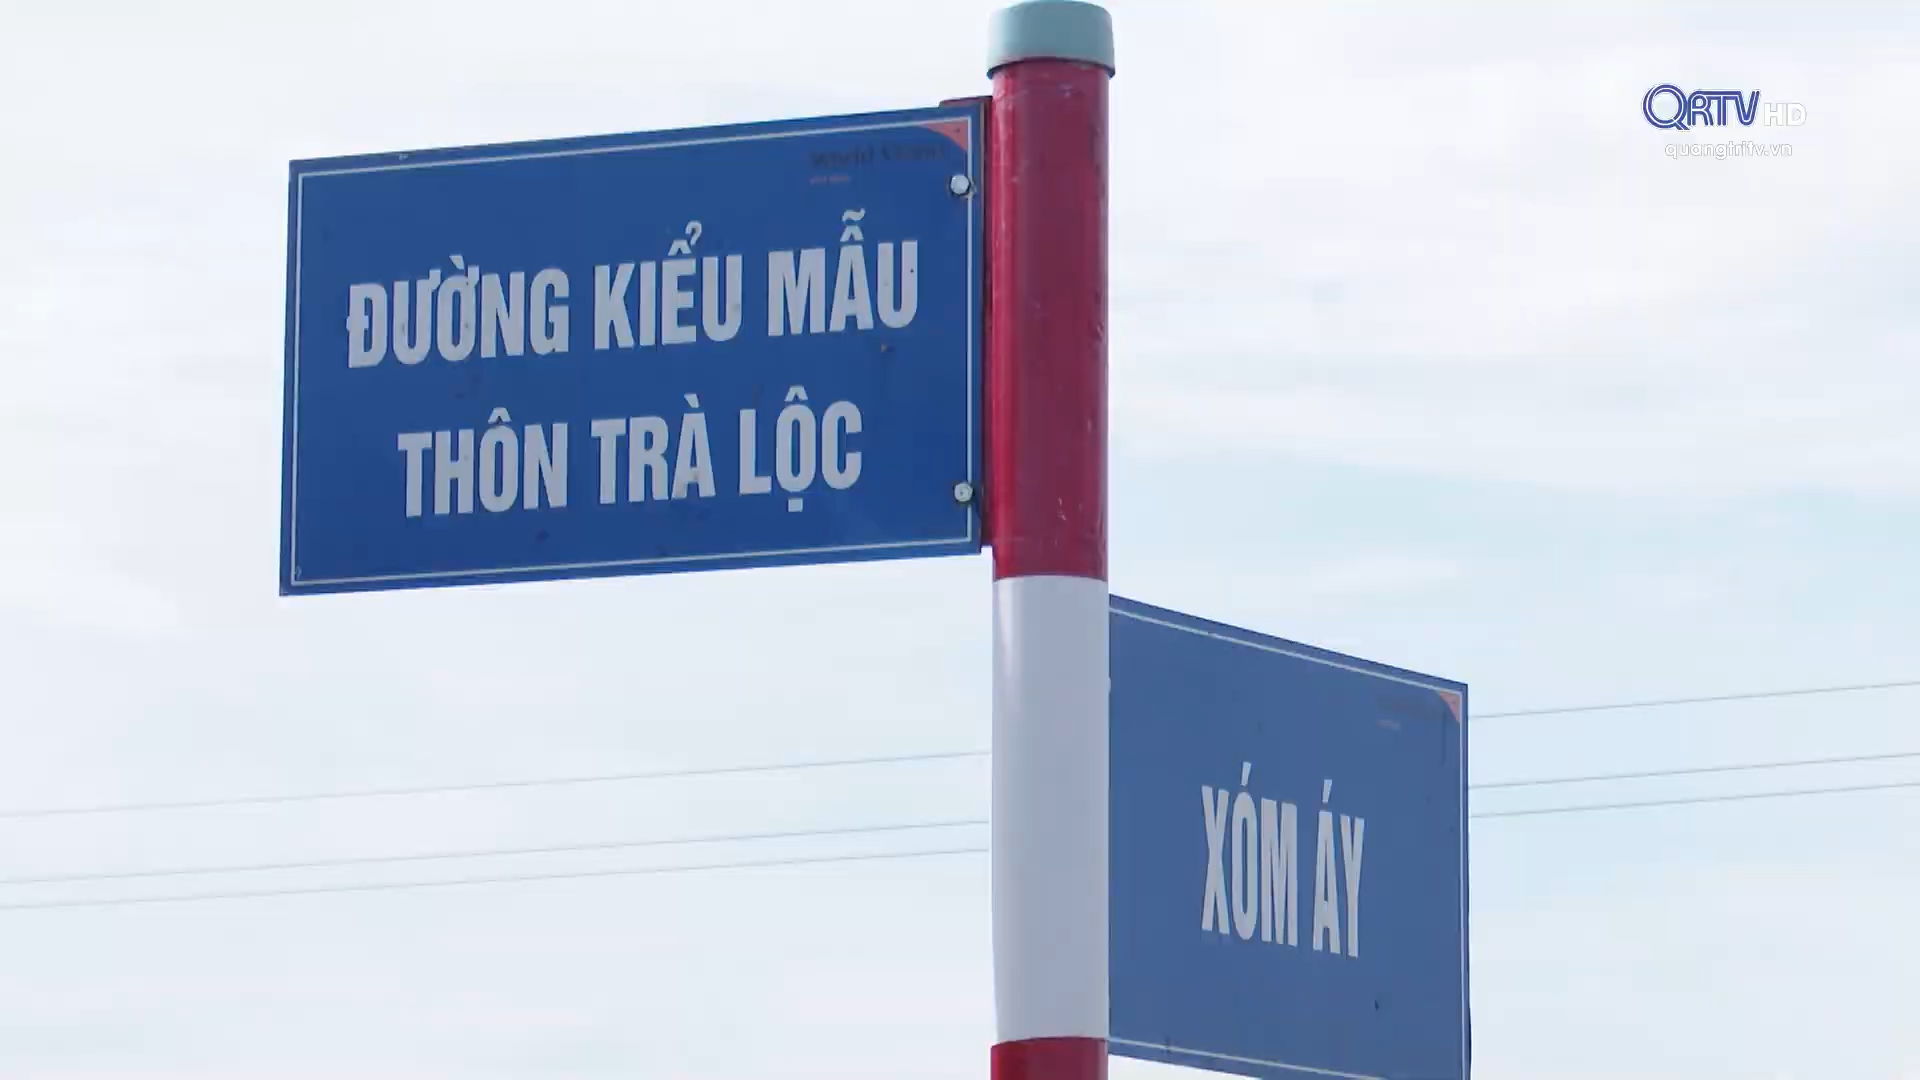 QRTV HD
quangtritv.vn
ĐƯỜNG KIỂU MẪU
THÔN TRÀ LỘC
XÓM ÁY